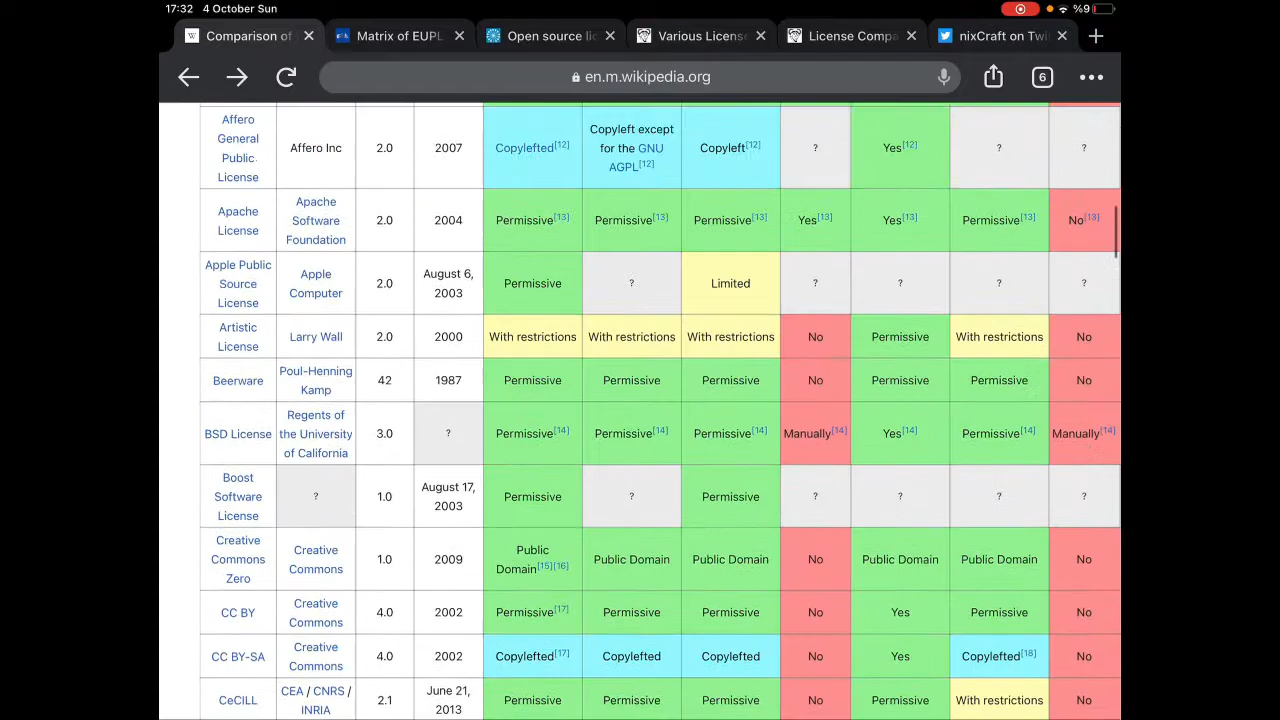 17:32 4 October Sun %9
Comparison of
Matrix of EUPL
Open source lic
Various License
License Compa
nixCraft on Twi
6
en.m.wikipedia.org
Affero General Public License Affero Inc 2.0 2007 Copylefted[12] Copyleft except for the GNU AGPL[12] Copyleft[12] ? Yes[12] ? ?
Apache License Apache Software Foundation 2.0 2004 Permissive[13] Permissive[13] Permissive[13] Yes[13] Yes[13] Permissive[13] No[13]
Apple Public Source License Apple Computer 2.0 August 6, 2003 Permissive ? Limited ? ? ? ?
Artistic License Larry Wall 2.0 2000 With restrictions With restrictions With restrictions No Permissive With restrictions No
Beerware Poul-Henning Kamp 42 1987 Permissive Permissive Permissive No Permissive Permissive No
BSD License Regents of the University of California 3.0 ? Permissive[14] Permissive[14] Permissive[14] Manually[14] Yes[14] Permissive[14] Manually[14]
Boost Software License ? 1.0 August 17, 2003 Permissive ? Permissive ? ? ? ?
Creative Commons Zero Creative Commons 1.0 2009 Public Domain[15][16] Public Domain Public Domain No Public Domain Public Domain No
CC BY Creative Commons 4.0 2002 Permissive[17] Permissive Permissive No Yes Permissive No
CC BY-SA Creative Commons 4.0 2002 Copylefted[17] Copylefted Copylefted No Yes Copylefted[18] No
CeCILL CEA / CNRS / INRIA 2.1 June 21, 2013 Permissive Permissive Permissive No Permissive With restrictions No